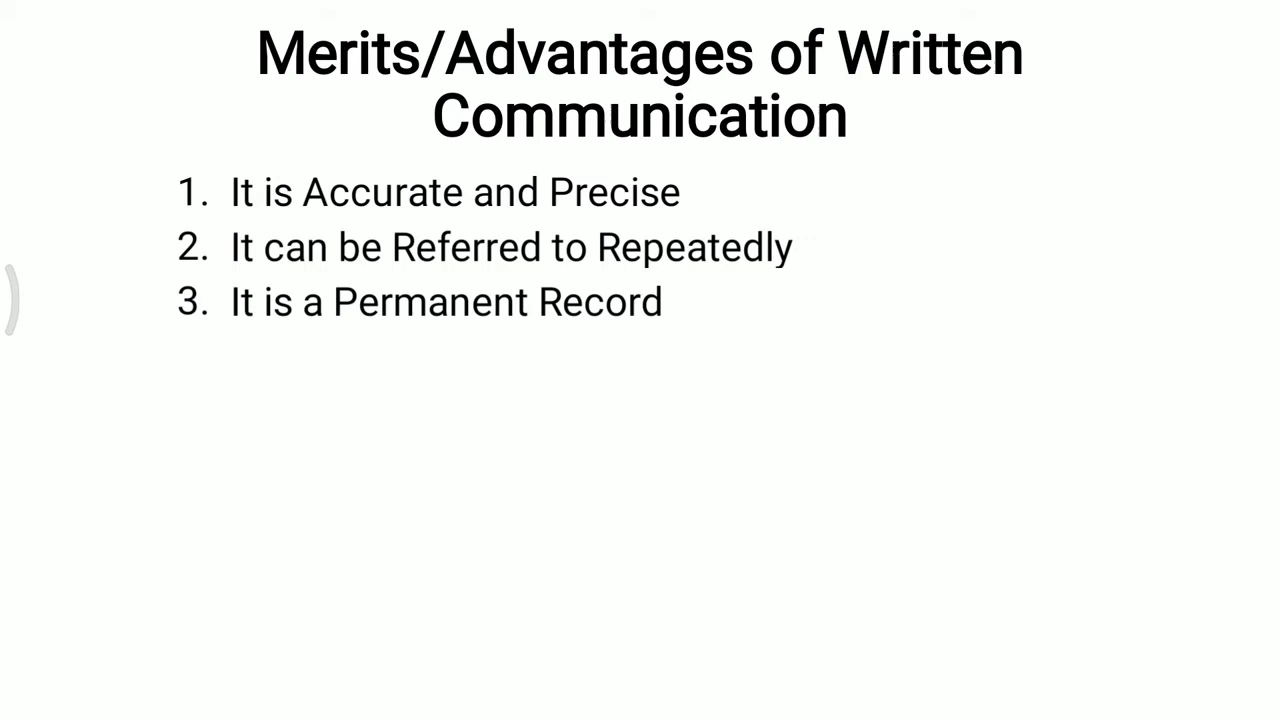 Merits/Advantages of Written
Communication
1. It is Accurate and Precise
2. It can be Referred to Repeatedly
3. It is a Permanent Record